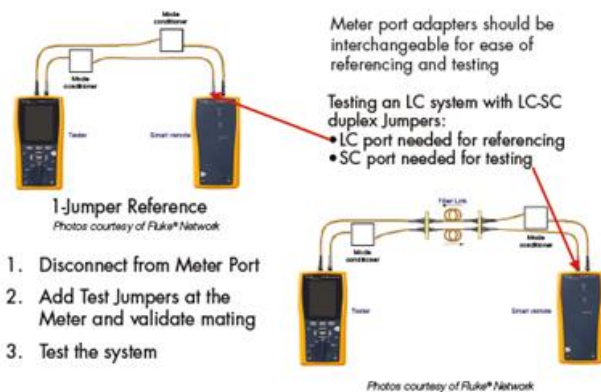 Mode
conditioner
Mode
conditioner
Tester
Smart remote
1-Jumper Reference
Photos courtesy of Fluke® Network
1. Disconnect from Meter Port
2. Add Test Jumpers at the
Meter and validate mating
3. Test the system
Meter port adapters should be
interchangeable for ease of
referencing and testing
Testing an LC system with LC-SC
duplex Jumpers:
•LC port needed for referencing
•SC port needed for testing
Fiber Link
Mode
conditioner
Mode
conditioner
Tester
Smart remote
Photos courtesy of Fluke® Network